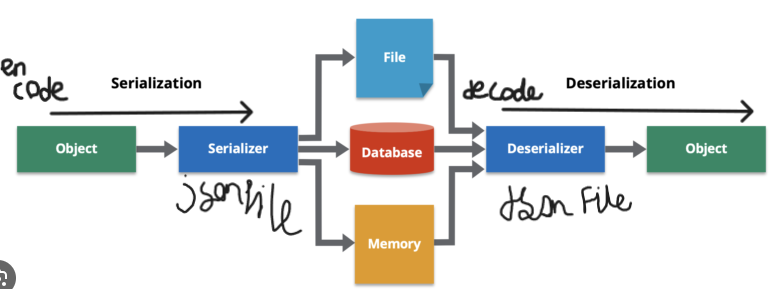 en
code
Serialization
File
decode
Deserialization
Object
Serializer
Database
Deserializer
Object
jsonfile
Json File
Memory